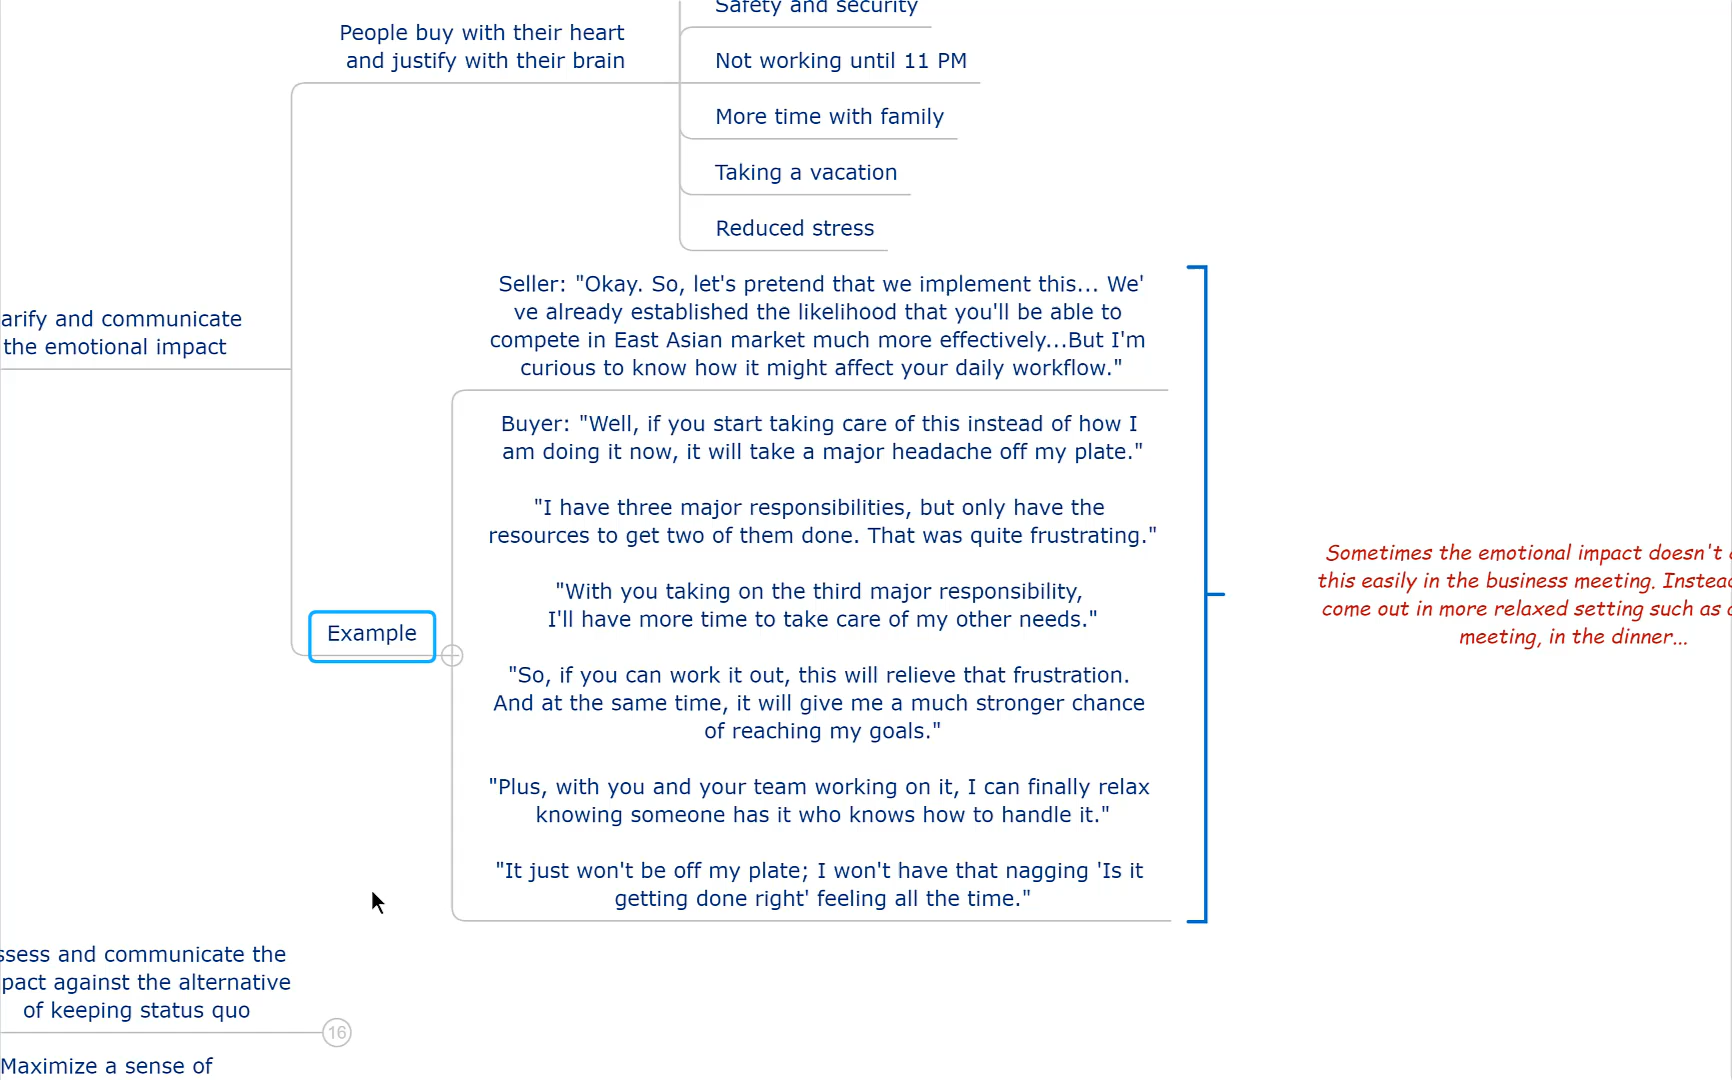 Safety and security
People buy with their heart
and justify with their brain
Not working until 11 PM
More time with family
Taking a vacation
Reduced stress
arify and communicate
the emotional impact
Seller: "Okay. So, let's pretend that we implement this... We'
ve already established the likelihood that you'll be able to
compete in East Asian market much more effectively...But I'm
curious to know how it might affect your daily workflow."
Example
Buyer: "Well, if you start taking care of this instead of how I
am doing it now, it will take a major headache off my plate."
"I have three major responsibilities, but only have the
resources to get two of them done. That was quite frustrating."
"With you taking on the third major responsibility,
I'll have more time to take care of my other needs."
"So, if you can work it out, this will relieve that frustration.
And at the same time, it will give me a much stronger chance
of reaching my goals."
"Plus, with you and your team working on it, I can finally relax
knowing someone has it who knows how to handle it."
"It just won't be off my plate; I won't have that nagging 'Is it
getting done right' feeling all the time."
Sometimes the emotional impact doesn't
this easily in the business meeting. Instead
come out in more relaxed setting such as
meeting, in the dinner...
ssess and communicate the
pact against the alternative
of keeping status quo
16
Maximize a sense of